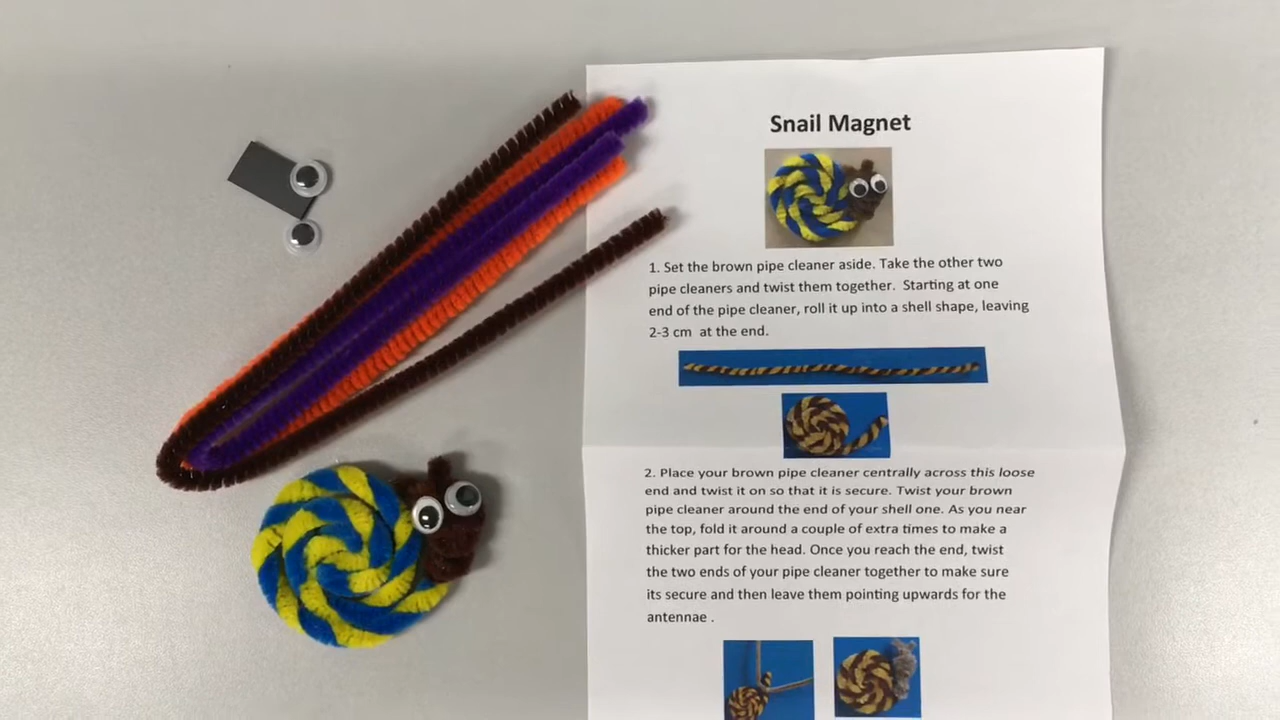 Snail Magnet
1. Set the brown pipe cleaner aside. Take the other two
pipe cleaners and twist them together. Starting at one
end of the pipe cleaner, roll it up into a shell shape, leaving
2-3 cm at the end.
2. Place your brown pipe cleaner centrally across this loose
end and twist it on so that it is secure. Twist your brown
pipe cleaner around the end of your shell one. As you near
the top, fold it around a couple of extra times to make a
thicker part for the head. Once you reach the end, twist
the two ends of your pipe cleaner together to make sure
its secure and then leave them pointing upwards for the
antennae .